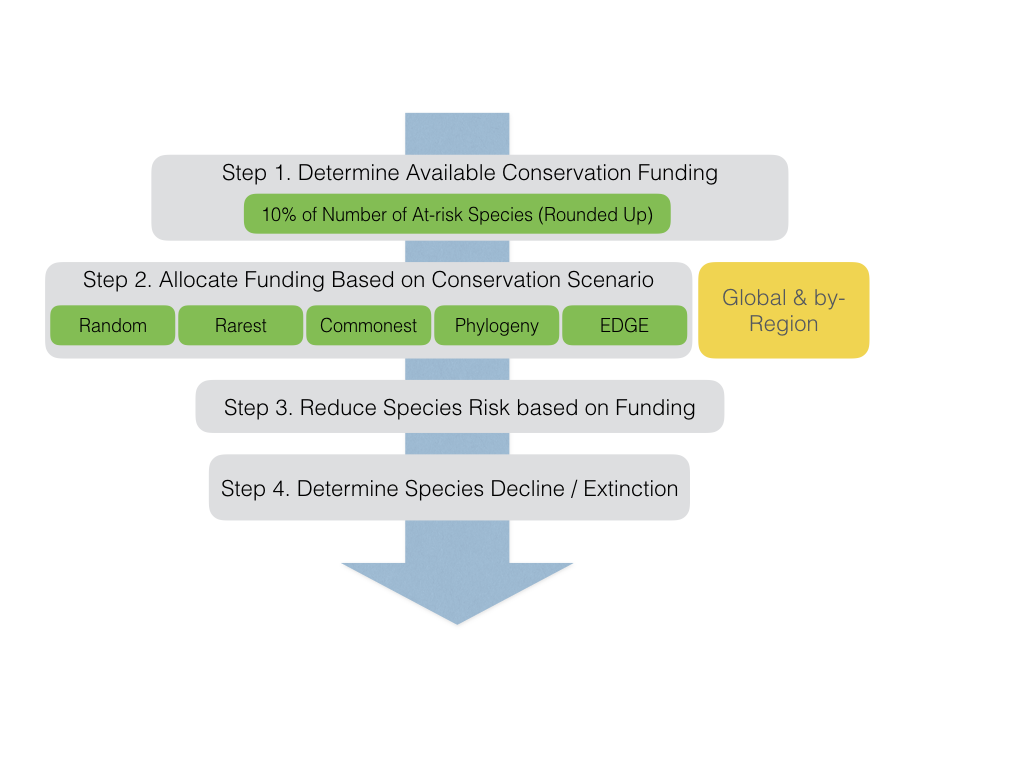 Step 1. Determine Available Conservation Funding
10% of Number of At-risk Species (Rounded Up)
Step 2. Allocate Funding Based on Conservation Scenario
Random
Rarest
Commonest
Phylogeny
EDGE
Global & by-
Region
Step 3. Reduce Species Risk based on Funding
Step 4. Determine Species Decline / Extinction